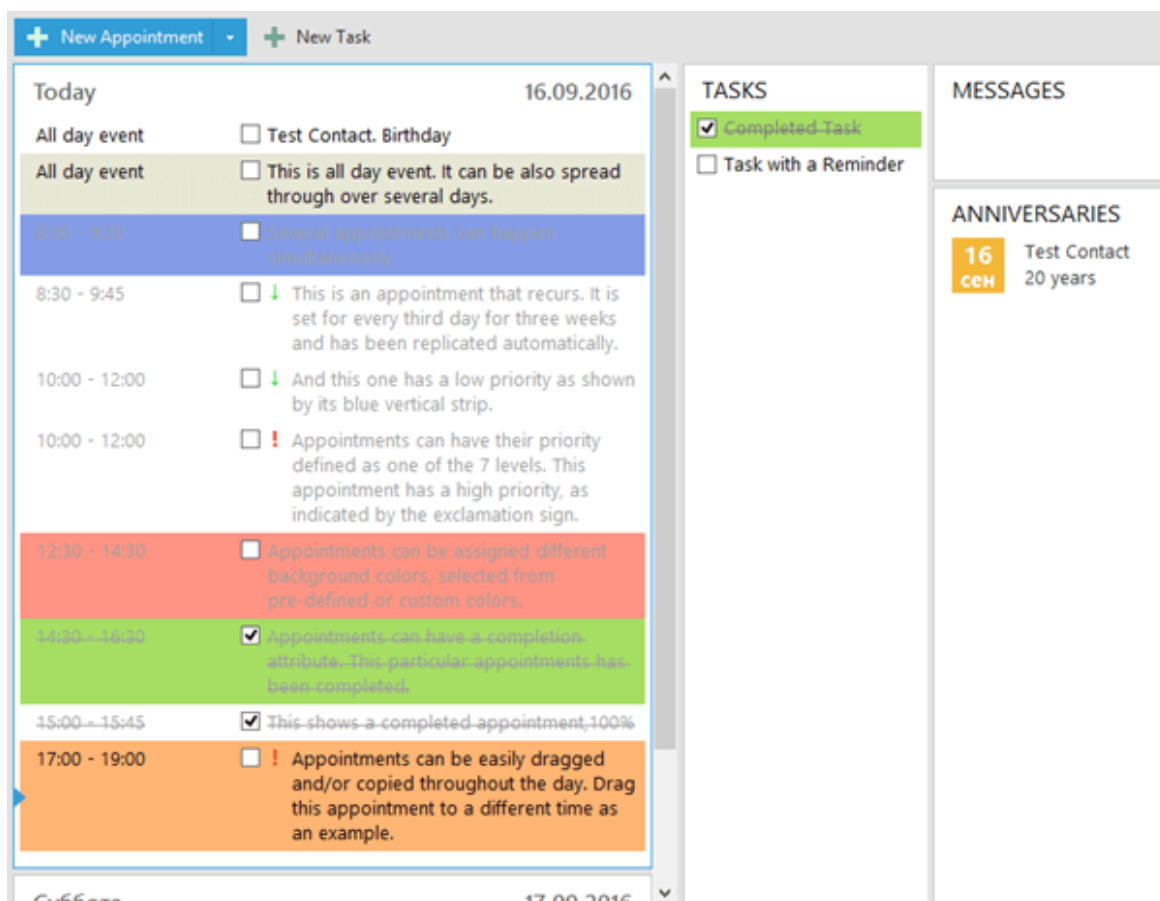 New Appointment
New Task
Today 16.09.2016
All day event Test Contact. Birthday
All day event This is all day event. It can be also spread
through over several days.
8:30 - 9:30 Several appointments can happen
simultaneously
8:30 - 9:45 ↓ This is an appointment that recurs. It is
set for every third day for three weeks
and has been replicated automatically.
10:00 - 12:00 ↓ And this one has a low priority as shown
by its blue vertical strip.
10:00 - 12:00 ! Appointments can have their priority
defined as one of the 7 levels. This
appointment has a high priority, as
indicated by the exclamation sign.
12:30 - 14:30 Appointments can be assigned different
background colors, selected from
pre-defined or custom colors.
14:30 - 16:30 Appointments can have a completion
attribute. This particular appointments has
been completed.
15:00 - 15:45 This shows a completed appointment,100%
17:00 - 19:00 ! Appointments can be easily dragged
and/or copied throughout the day. Drag
this appointment to a different time as
an example.
Суббота 17.09.2016
TASKS
Completed Task
Task with a Reminder
MESSAGES
ANNIVERSARIES
16 Test Contact
сен 20 years